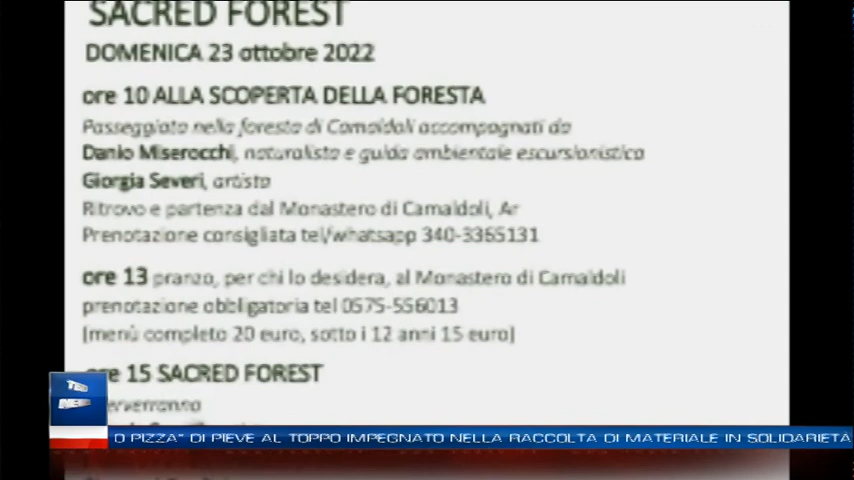 SACRED FOREST
DOMENICA 23 ottobre 2022
ore 10 ALLA SCOPERTA DELLA FORESTA
Passeggiata nella foresta di Camaldoli accompagnati da
Danio Miserocchi, naturalista e guida ambientale escursionistica
Giorgia Severi, artista
Ritrovo e partenza dal Monastero di Camaldoli, Ar
Prenotazione consigliata tel/whatsapp 340-3365131
ore 13 pranzo, per chi lo desidera, al Monastero di Camaldoli
prenotazione obbligatoria tel 0575-556013
(menù completo 20 euro, sotto i 12 anni 15 euro)
ore 15 SACRED FOREST
erverranno
O PIZZA" DI PIEVE AL TOPPO IMPEGNATO NELLA RACCOLTA DI MATERIALE IN SOLIDARIETÀ